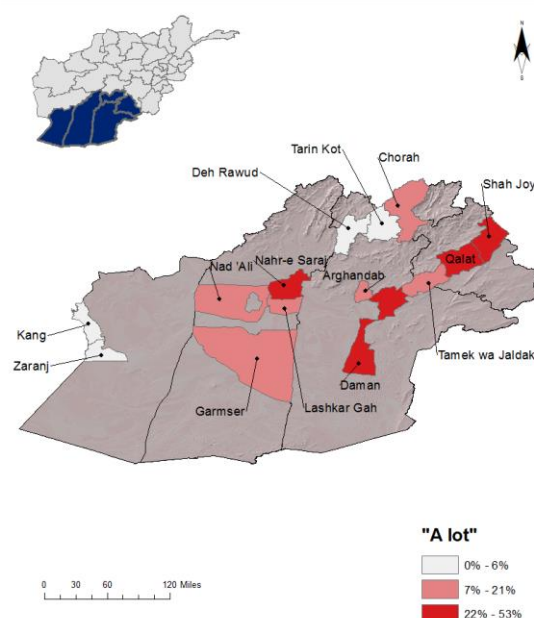 N
S
Tarin Kot
Chorah
Deh Rawud
Shah Joy
Qalat
Nahr-e Saraj
Nad 'Ali
Arghandab
Kang
Tamek wa Jaldak
Zaranj
Daman
Garmser
Lashkar Gah
"A lot"
0% - 6%
7% - 21%
22% - 53%
0 30 60 120 Miles